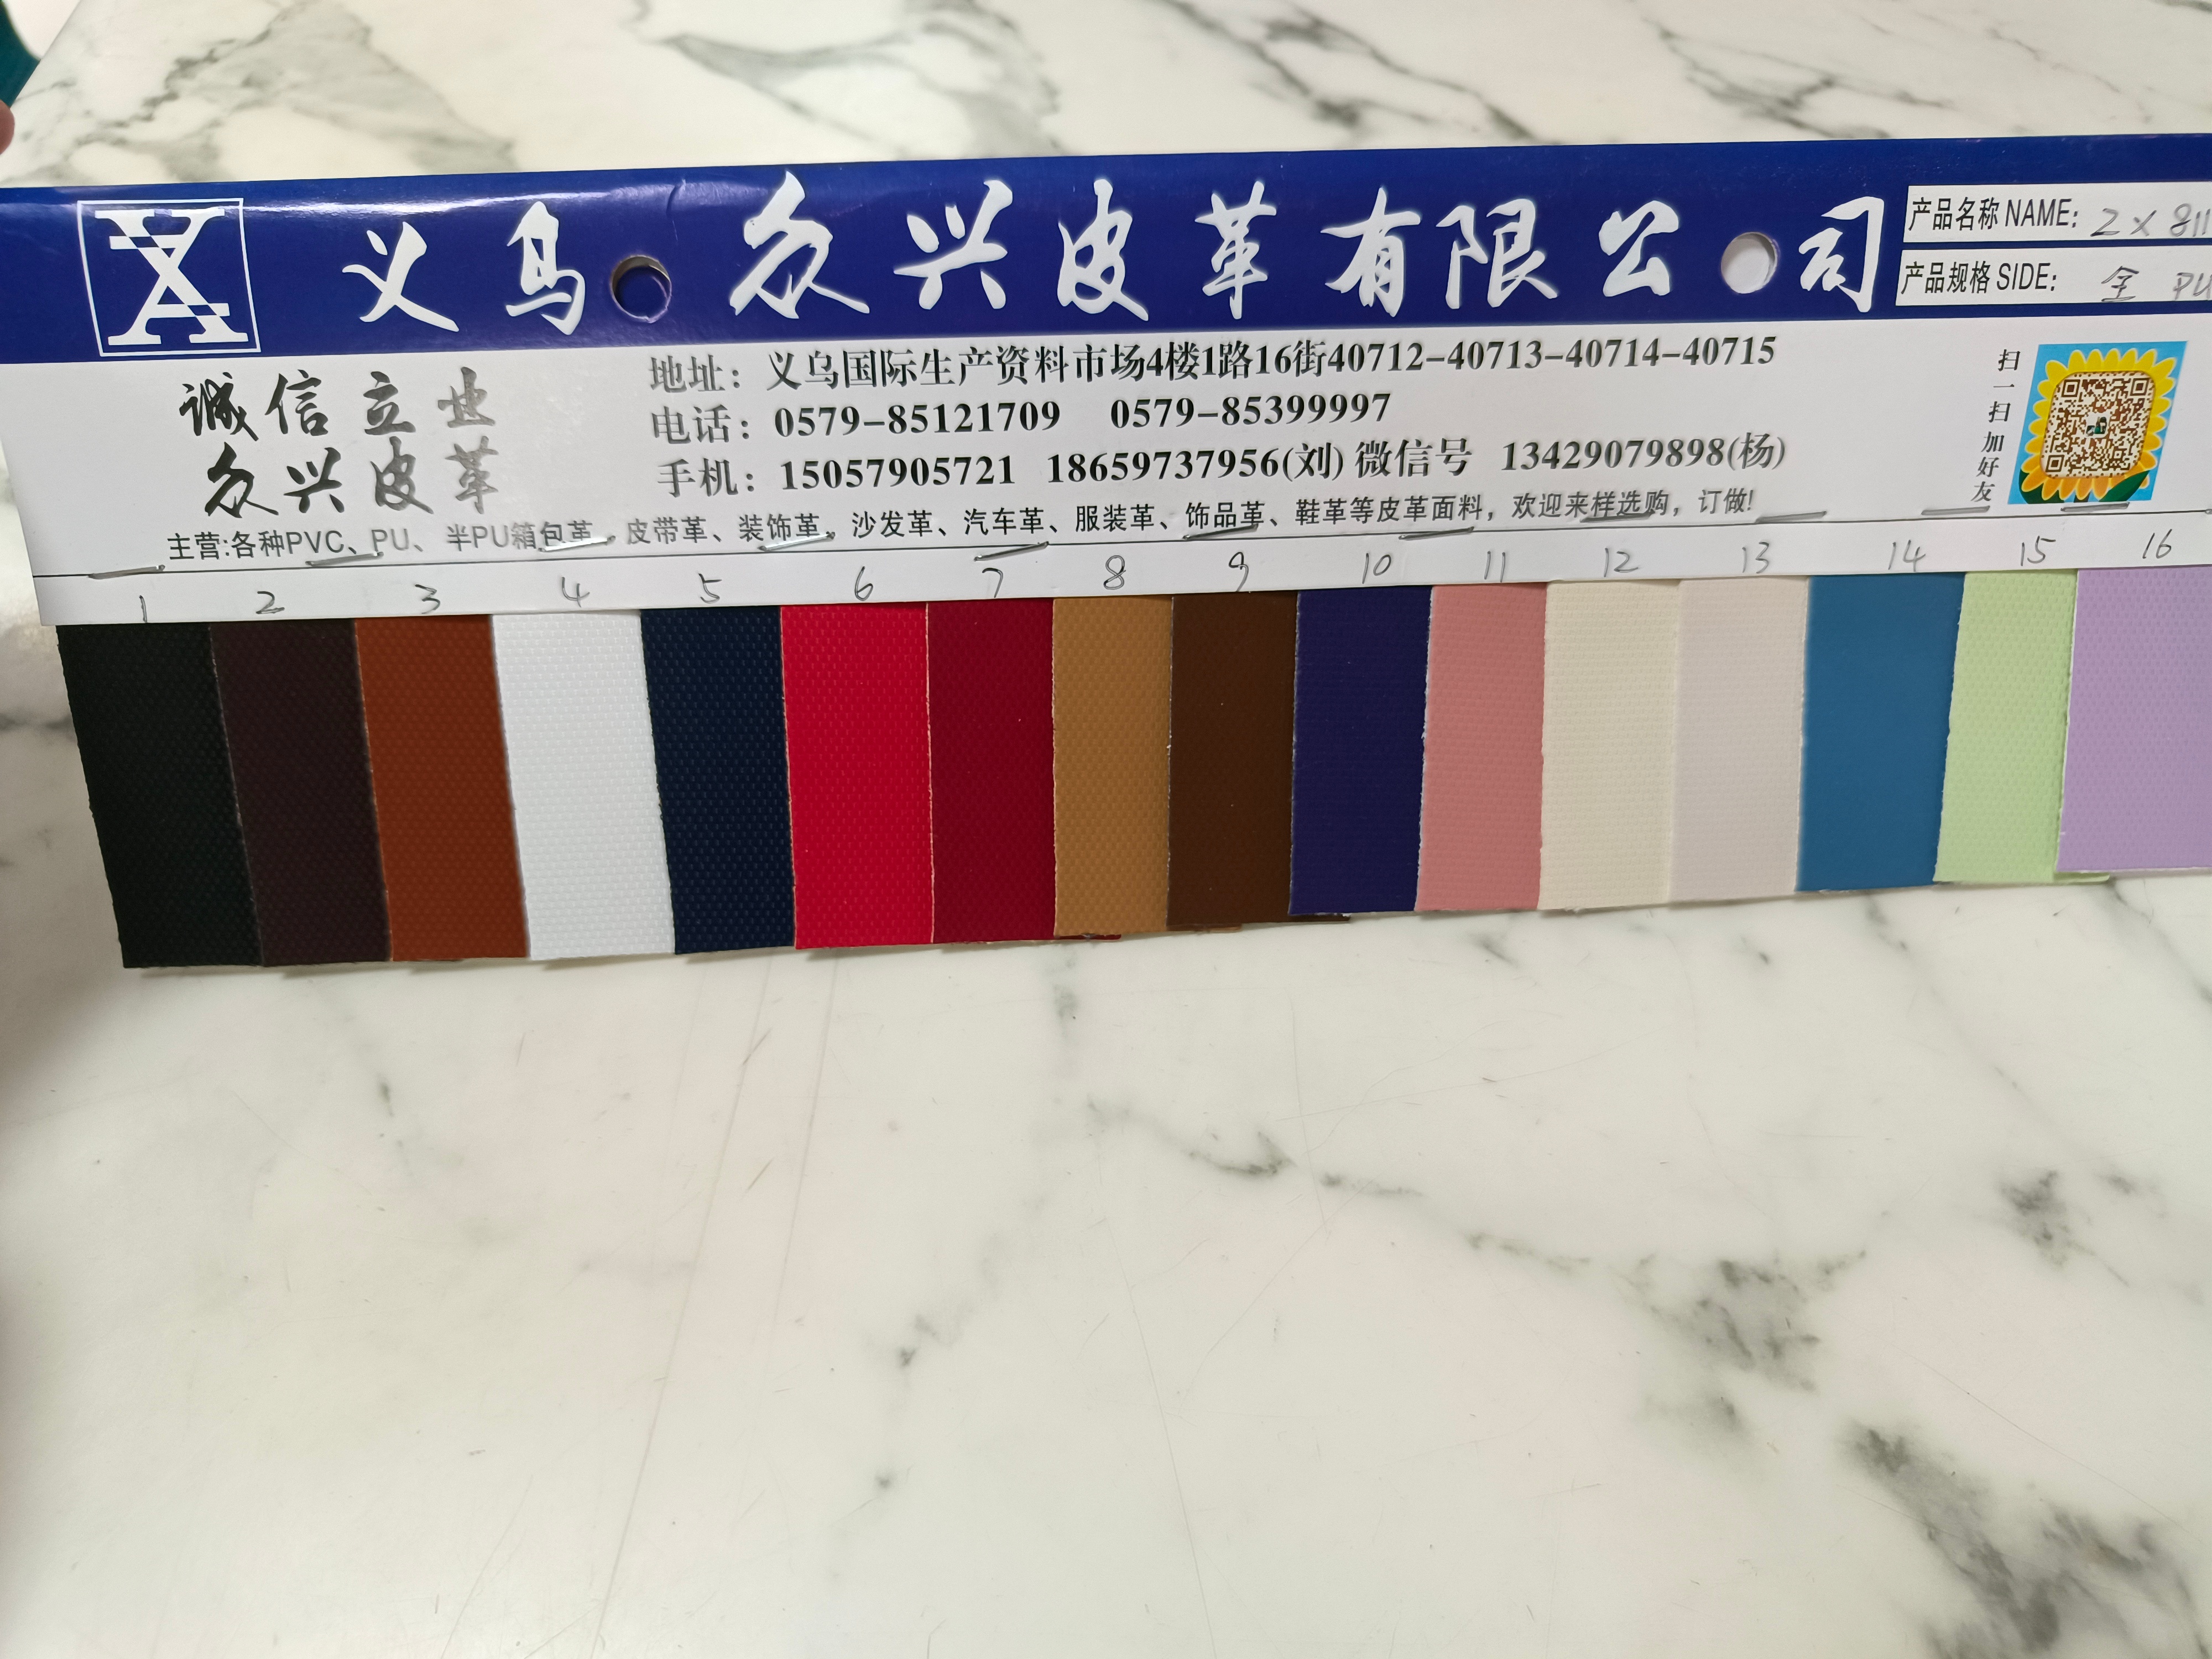 义乌众兴皮革有限公司
产品名称 NAME: ZX 811
产品规格 SIDE: 全 PU
诚信立业
众兴皮革
地址：义乌国际生产资料市场4楼1路16街40712-40713-40714-40715
电话：0579-85121709 0579-85399997
手机：15057905721 18659737956(刘) 微信号 13429079898(杨)
主营:各种PVC、PU、半PU箱包革、皮带革、装饰革、沙发革、汽车革、服装革、饰品革、鞋革等皮革面料，欢迎来样选购，订做!
扫一扫加好友
1 2 3 4 5 6 7 8 9 10 11 12 13 14 15 16